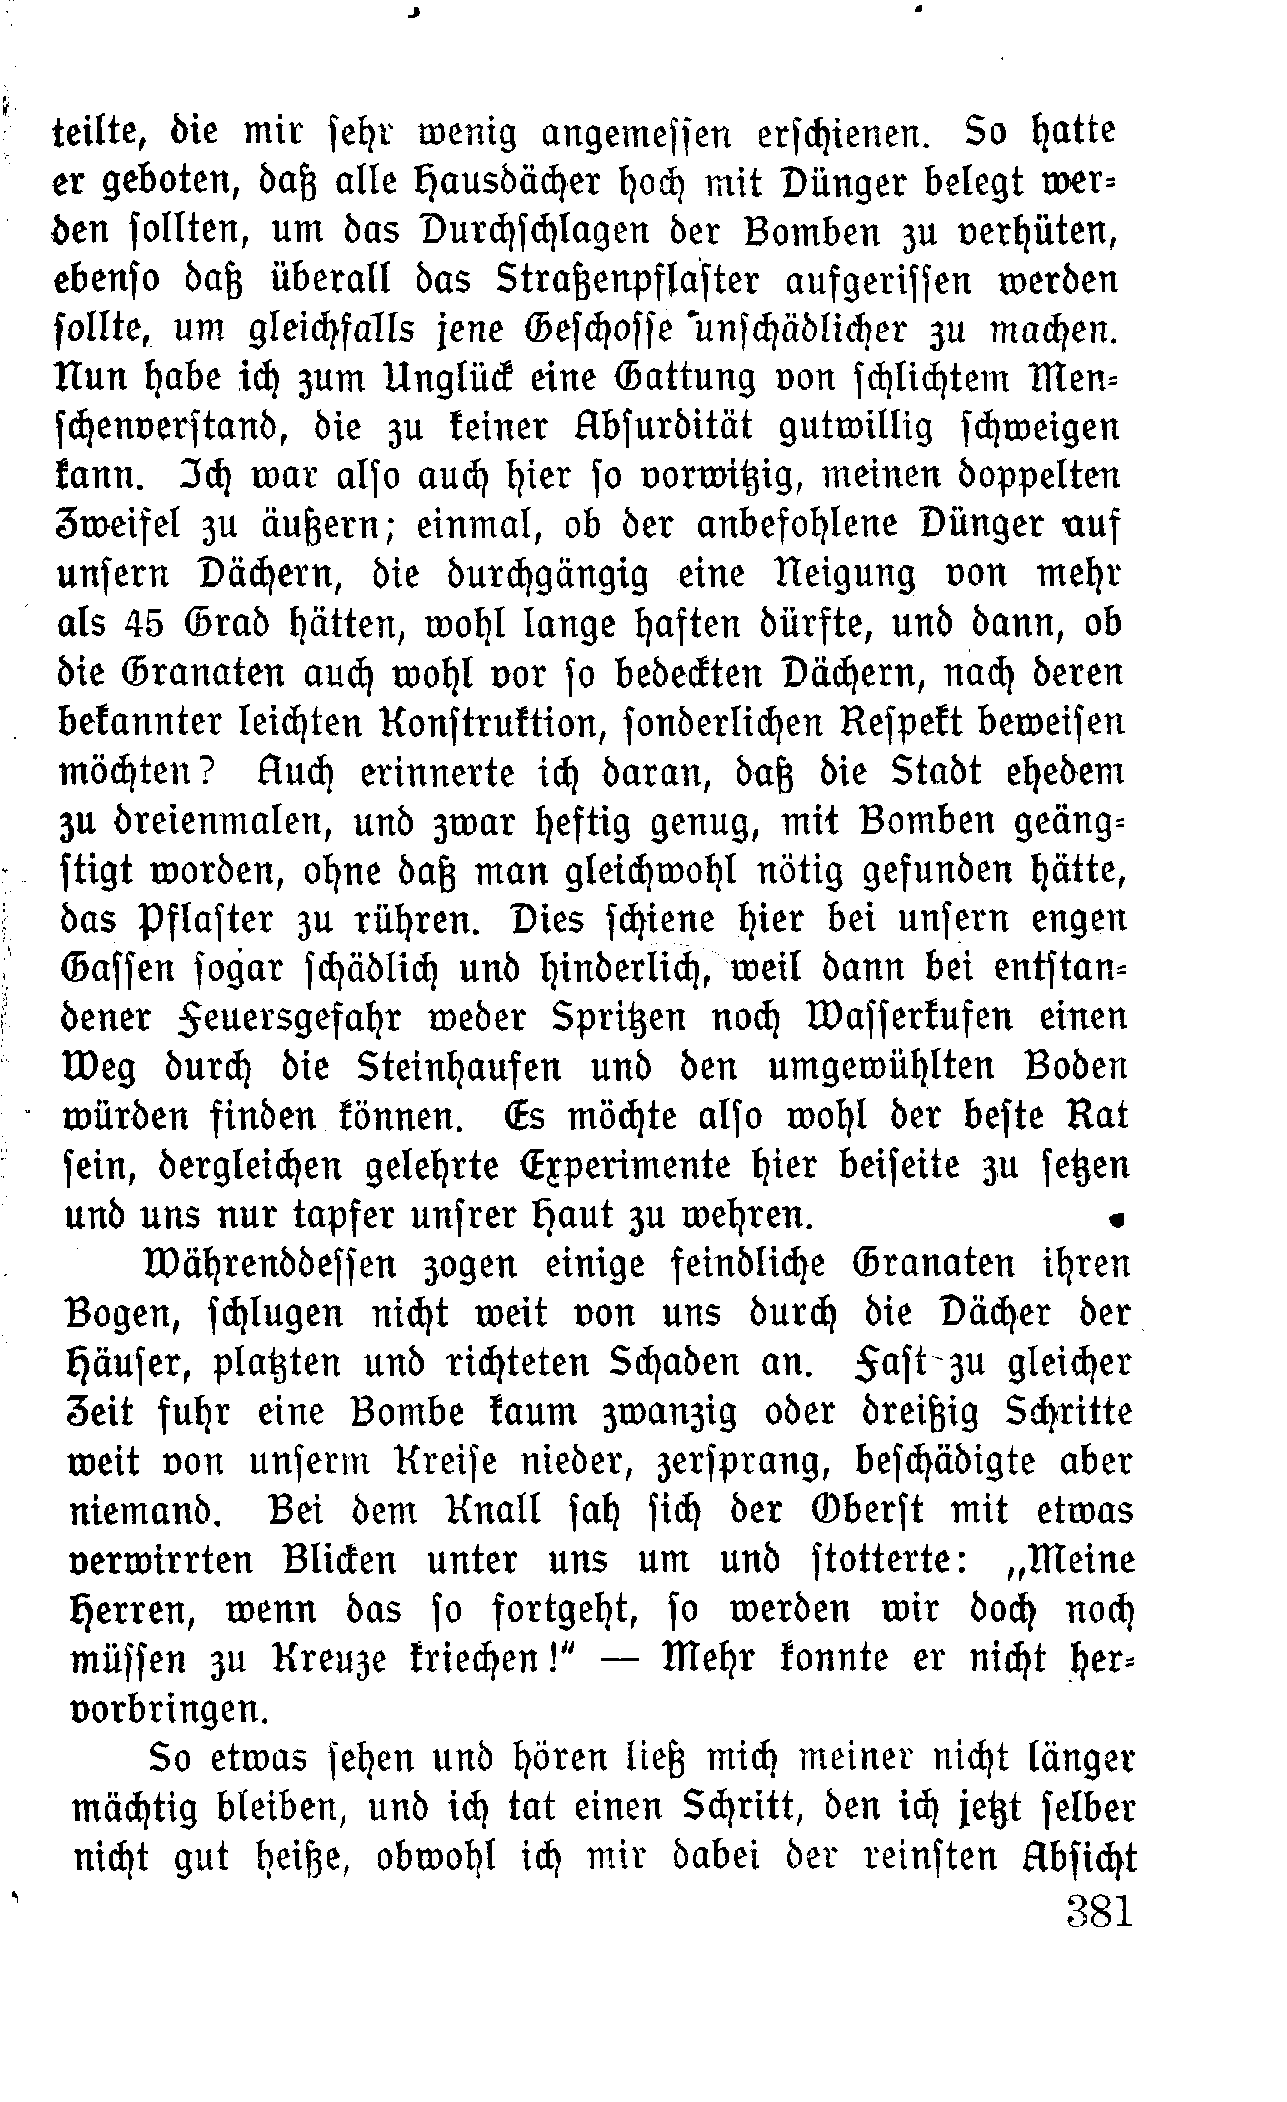 teilte, die mir sehr wenig angemessen erschienen. So hatte
er geboten, daß alle Hausdächer hoch mit Dünger belegt wer-
den sollten, um das Durchschlagen der Bomben zu verhüten,
ebenso daß überall das Straßenpflaster aufgerissen werden
sollte, um gleichfalls jene Geschosse unschädlicher zu machen.
Nun habe ich zum Unglück eine Gattung von schlichtem Men-
schenverstand, die zu keiner Absurdität gutwillig schweigen
kann. Ich war also auch hier so vorwitzig, meinen doppelten
Zweifel zu äußern; einmal, ob der anbefohlene Dünger auf
unsern Dächern, die durchgängig eine Neigung von mehr
als 45 Grad hätten, wohl lange haften dürfte, und dann, ob
die Granaten auch wohl vor so bedeckten Dächern, nach deren
bekannter leichten Konstruktion, sonderlichen Respekt beweisen
möchten? Auch erinnerte ich daran, daß die Stadt ehedem
zu dreienmalen, und zwar heftig genug, mit Bomben geäng-
stigt worden, ohne daß man gleichwohl nötig gefunden hätte,
das Pflaster zu rühren. Dies schiene hier bei unsern engen
Gassen sogar schädlich und hinderlich, weil dann bei entstan-
dener Feuersgefahr weder Spritzen noch Wasserkufen einen
Weg durch die Steinhaufen und den umgewühlten Boden
würden finden können. Es möchte also wohl der beste Rat
sein, dergleichen gelehrte Experimente hier beiseite zu setzen
und uns nur tapfer unsrer Haut zu wehren.
Währenddessen zogen einige feindliche Granaten ihren
Bogen, schlugen nicht weit von uns durch die Dächer der
Häuser, platzten und richteten Schaden an. Fast zu gleicher
Zeit fuhr eine Bombe kaum zwanzig oder dreißig Schritte
weit von unserm Kreise nieder, zersprang, beschädigte aber
niemand. Bei dem Knall sah sich der Oberst mit etwas
verwirrten Blicken unter uns um und stotterte: „Meine
Herren, wenn das so fortgeht, so werden wir doch noch
müssen zu Kreuze kriechen!“ — Mehr konnte er nicht her-
vorbringen.
So etwas sehen und hören ließ mich meiner nicht länger
mächtig bleiben, und ich tat einen Schritt, den ich jetzt selber
nicht gut heiße, obwohl ich mir dabei der reinsten Absicht
381